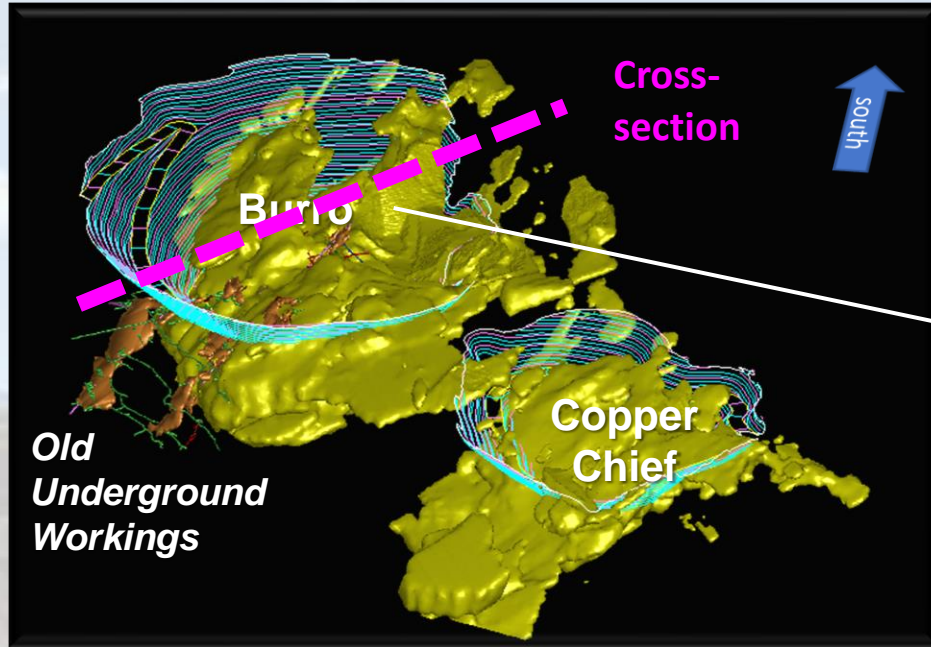 Cross-
section
south
Burro
Copper
Chief
Old
Underground
Workings